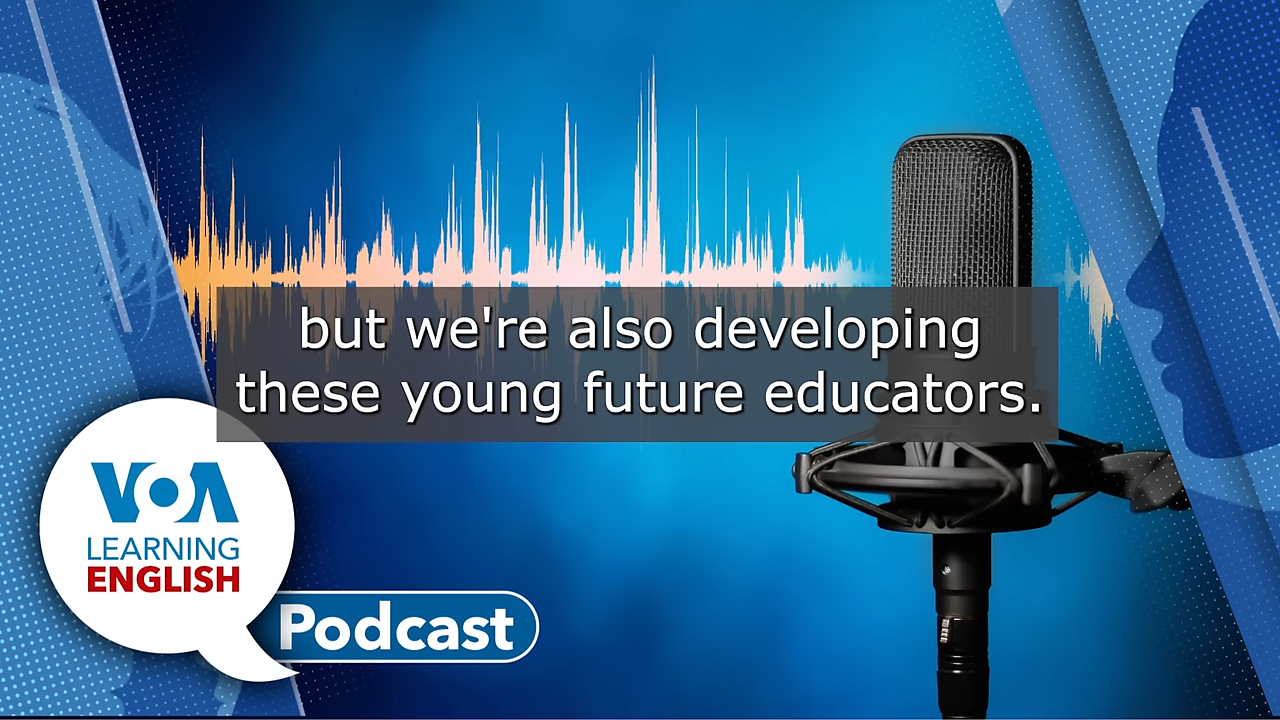 but we're also developing
these young future educators.
VOA
LEARNING
ENGLISH
Podcast